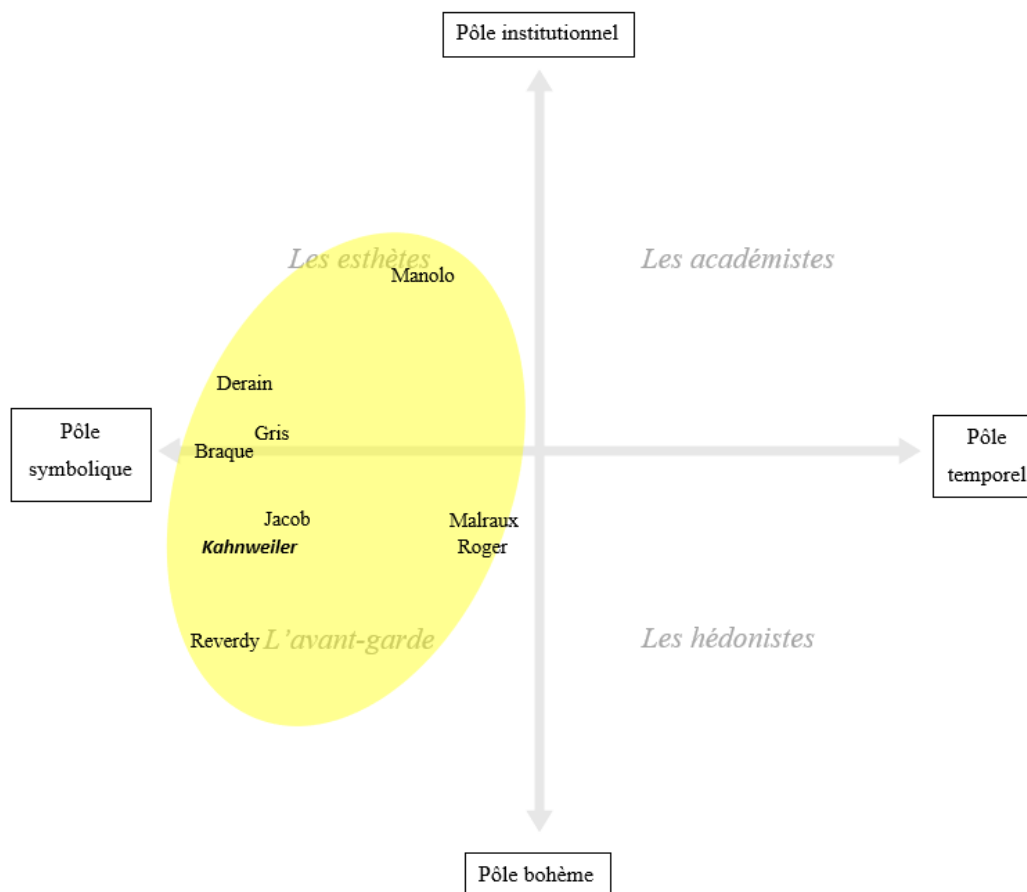 Pôle institutionnel
Les esthètes
Les académistes
Manolo
Derain
Gris
Pôle
symbolique
Braque
Pôle
temporel
Jacob
Malraux
Kahnweiler
Roger
Reverdy
L’avant-garde
Les hédonistes
Pôle bohème